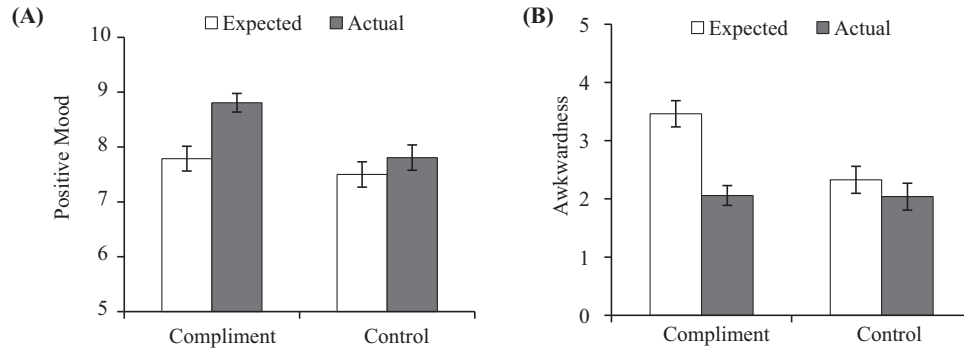 (A)
Expected Actual
10
9
8
7
6
5
Positive Mood
Compliment Control
(B)
Expected Actual
5
4
3
2
1
0
Awkwardness
Compliment Control